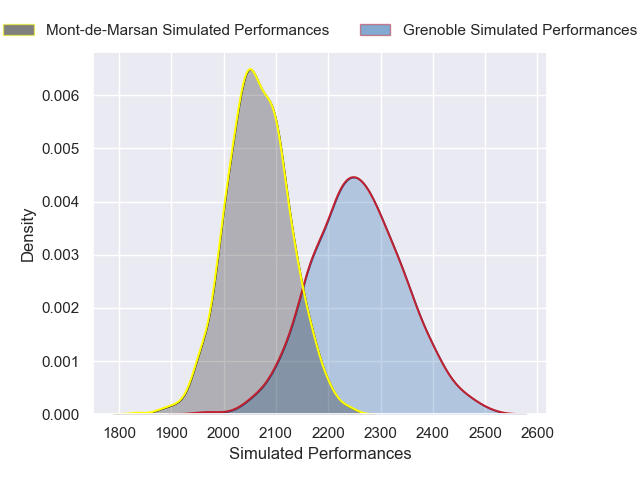 Mont-de-Marsan Simulated Performances Grenoble Simulated Performances
0.006
0.005
0.004
0.003
0.002
0.001
0.000
Density
1800 1900 2000 2100 2200 2300 2400 2500 2600
Simulated Performances